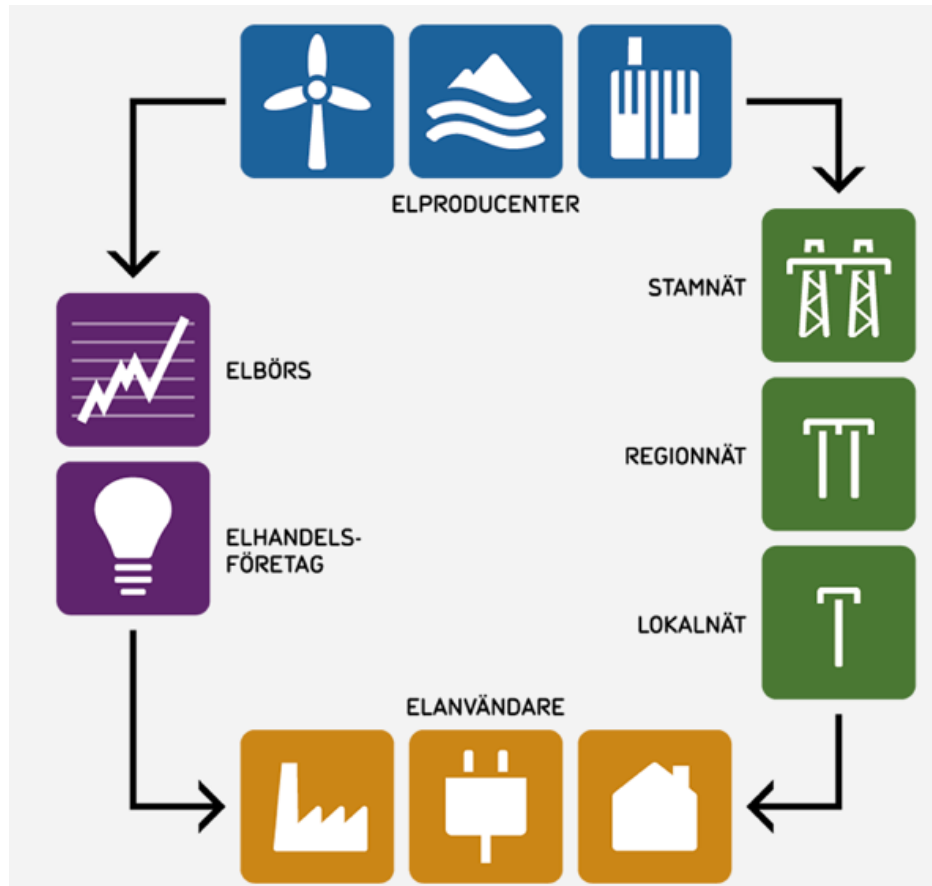 ELPRODUCENTER
STAMNÄT
ELBÖRS
REGIONNÄT
ELHANDELS-
FÖRETAG
LOKALNÄT
ELANVÄNDARE